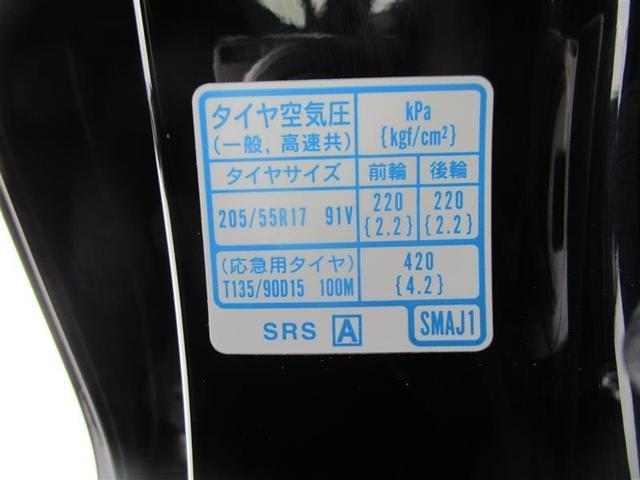 タイヤ空気圧
(一般, 高速共)
kPa
{kgf/cm²}
タイヤサイズ 前輪 後輪
205/55R17 91V 220 220
{2.2} {2.2}
(応急用タイヤ) 420
T135/90D15 100M {4.2}
SRS A SMAJ1